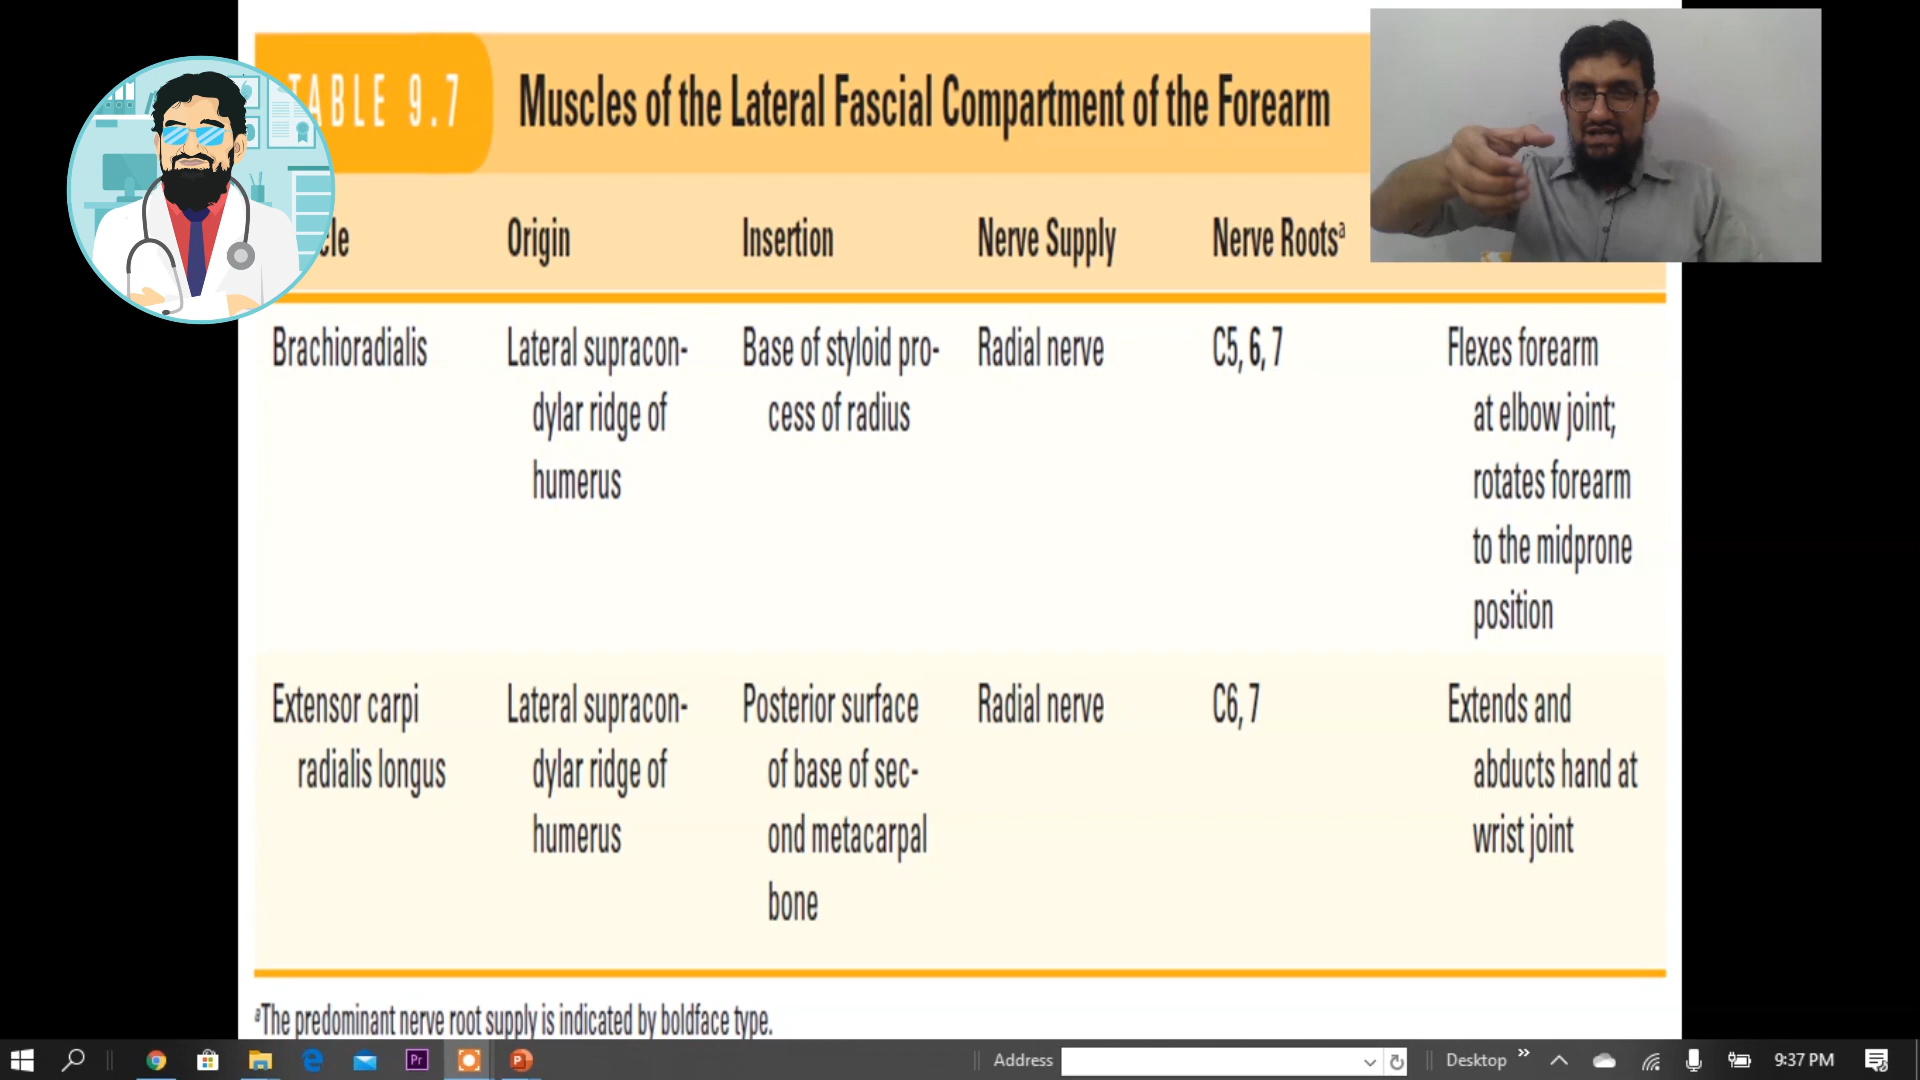 TABLE 9.7
Muscles of the Lateral Fascial Compartment of the Forearm
cle Origin Insertion Nerve Supply Nerve Rootsa
Brachioradialis Lateral supracon- Base of styloid pro- Radial nerve C5, 6, 7 Flexes forearm
dylar ridge of cess of radius at elbow joint;
humerus rotates forearm
to the midprone
position
Extensor carpi Lateral supracon- Posterior surface Radial nerve C6, 7 Extends and
radialis longus dylar ridge of of base of sec- abducts hand at
humerus ond metacarpal wrist joint
bone
aThe predominant nerve root supply is indicated by boldface type.
Pr P Address Desktop 9:37 PM